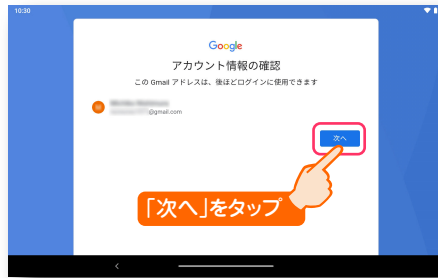 10:30
Google
アカウント情報の確認
この Gmail アドレスは、後ほどログインに使用できます
@gmail.com
次へ
「次へ」をタップ